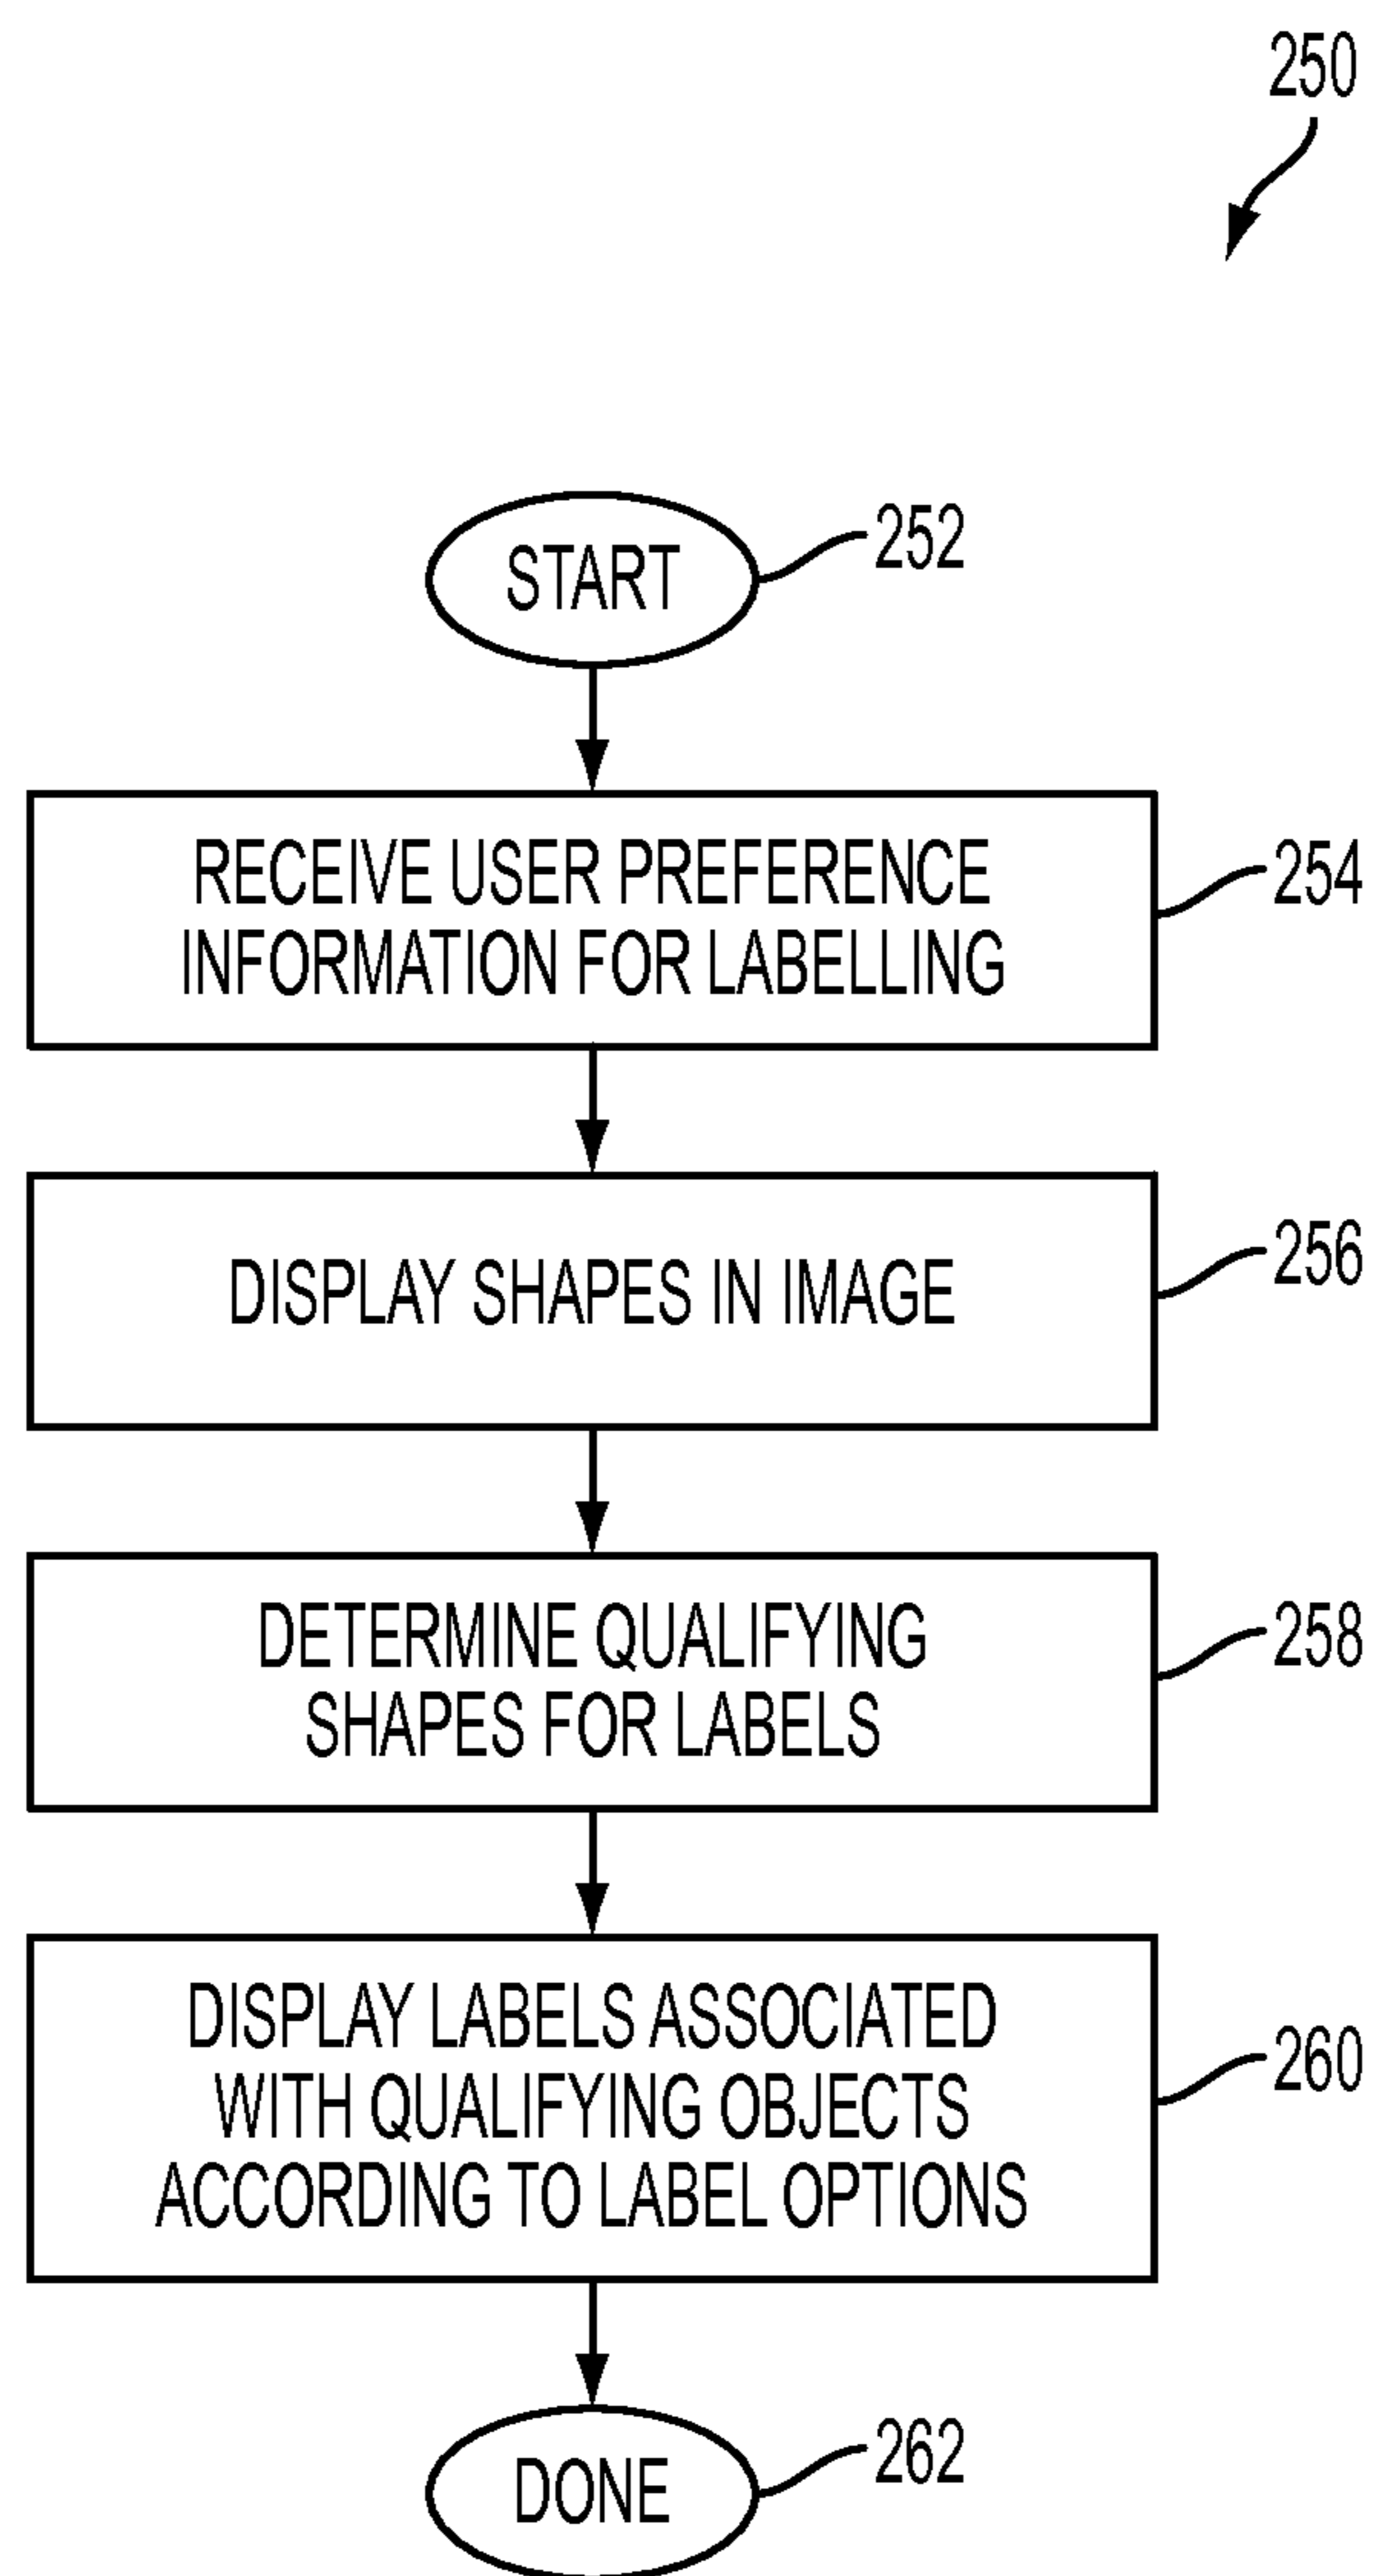 250
START
252
RECEIVE USER PREFERENCE
INFORMATION FOR LABELLING
254
DISPLAY SHAPES IN IMAGE
256
DETERMINE QUALIFYING
SHAPES FOR LABELS
258
DISPLAY LABELS ASSOCIATED
WITH QUALIFYING OBJECTS
ACCORDING TO LABEL OPTIONS
260
DONE
262